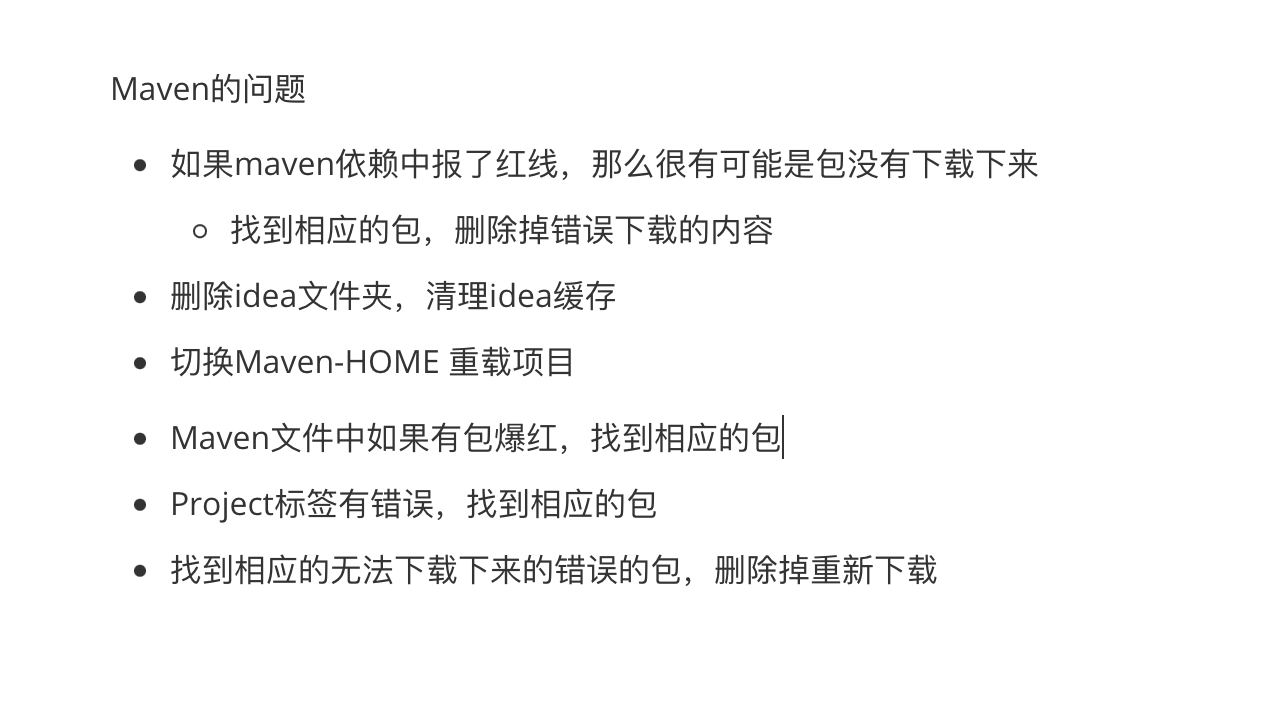 Maven的问题
如果maven依赖中报了红线，那么很有可能是包没有下载下来
找到相应的包，删除掉错误下载的内容
删除idea文件夹，清理idea缓存
切换Maven-HOME 重载项目
Maven文件中如果有包爆红，找到相应的包
Project标签有错误，找到相应的包
找到相应的无法下载下来的错误的包，删除掉重新下载